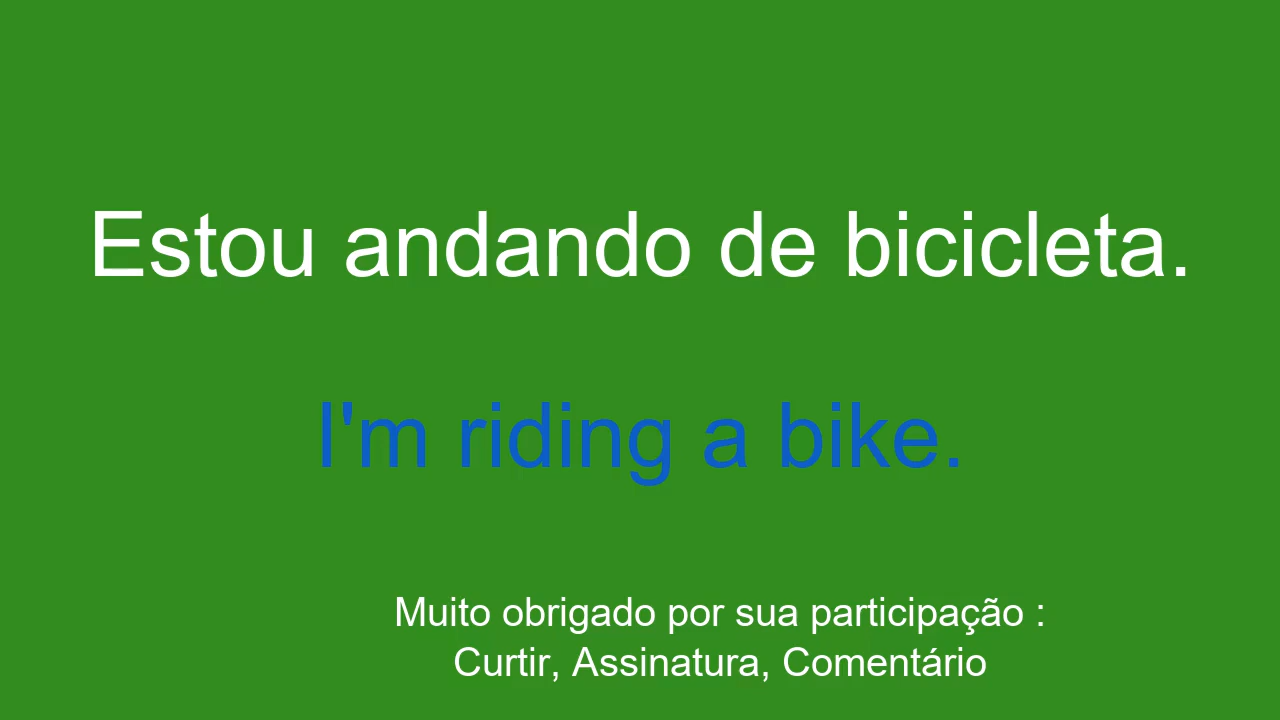 Estou andando de bicicleta.
I'm riding a bike.
Muito obrigado por sua participação :
Curtir, Assinatura, Comentário